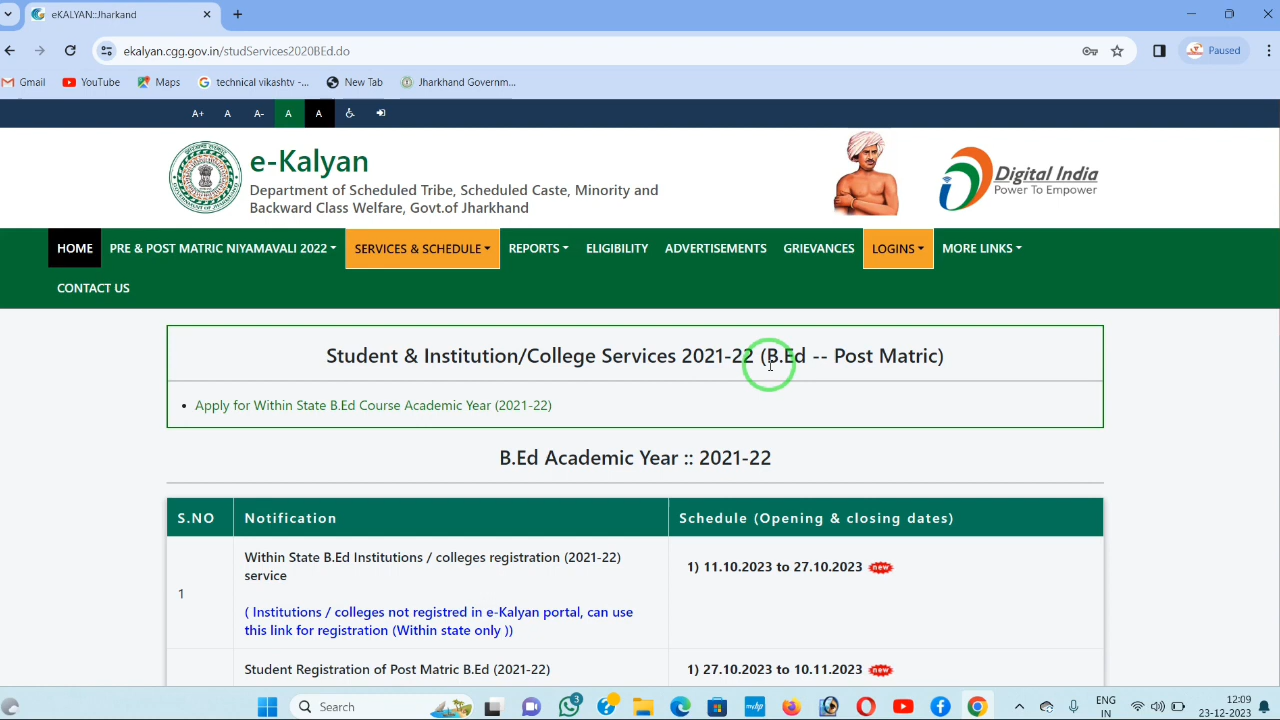 eKALYAN::Jharkhand
ekalyan.cgg.gov.in/studServices2020BEd.do
Paused
Gmail
YouTube
Maps
technical vikashtv -...
New Tab
Jharkhand Governm...
A+
A
A-
A
A
e-Kalyan
Department of Scheduled Tribe, Scheduled Caste, Minority and
Backward Class Welfare, Govt.of Jharkhand
Digital India
Power To Empower
HOME
PRE & POST MATRIC NIYAMAVALI 2022
SERVICES & SCHEDULE
REPORTS
ELIGIBILITY
ADVERTISEMENTS
GRIEVANCES
LOGINS
MORE LINKS
CONTACT US
Student & Institution/College Services 2021-22 (B.Ed -- Post Matric)
Apply for Within State B.Ed Course Academic Year (2021-22)
B.Ed Academic Year :: 2021-22
S.NO
Notification
Schedule (Opening & closing dates)
1
Within State B.Ed Institutions / colleges registration (2021-22)
service
( Institutions / colleges not registred in e-Kalyan portal, can use
this link for registration (Within state only ))
1) 11.10.2023 to 27.10.2023
new
Student Registration of Post Matric B.Ed (2021-22)
1) 27.10.2023 to 10.11.2023
new
Search
3
ENG
IN
12:09
23-12-2023